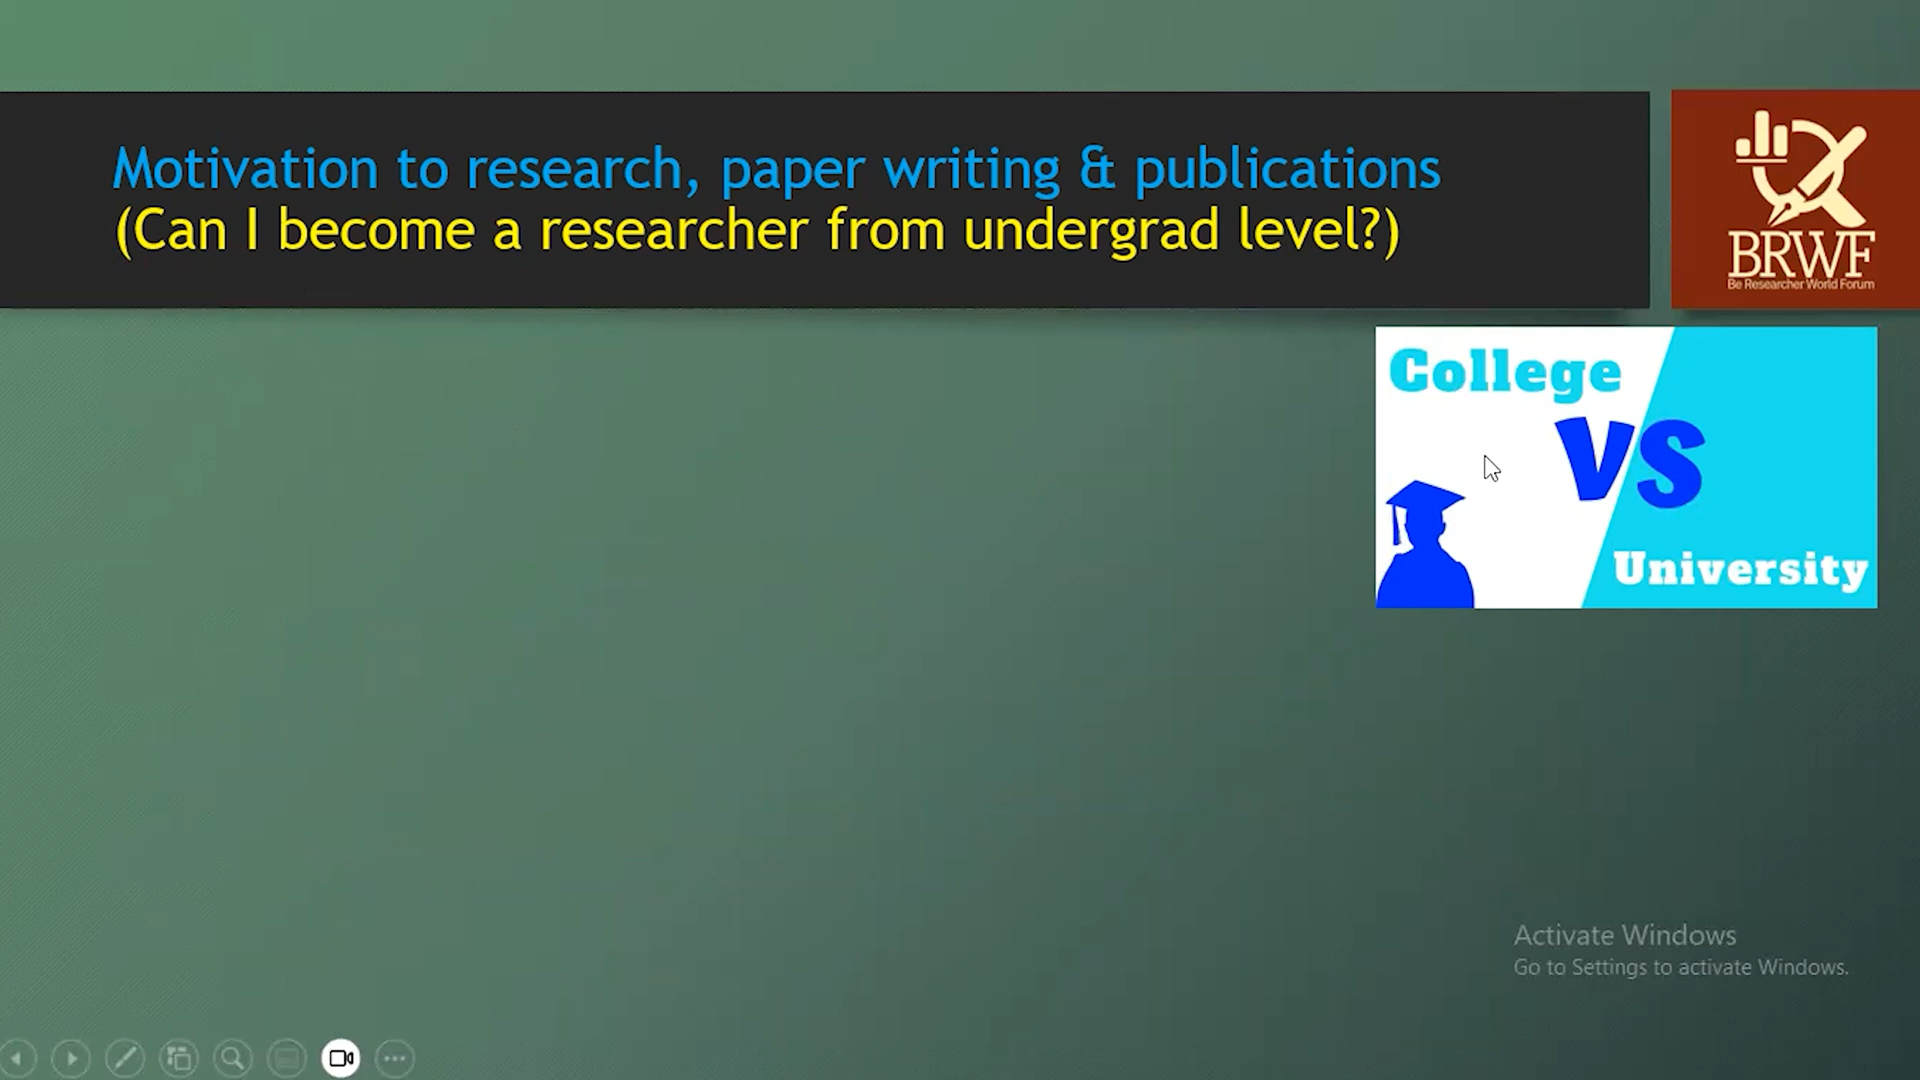 Motivation to research, paper writing & publications
(Can I become a researcher from undergrad level?)
BRWF
Be Researcher World Forum
College
VS
University
Activate Windows
Go to Settings to activate Windows.